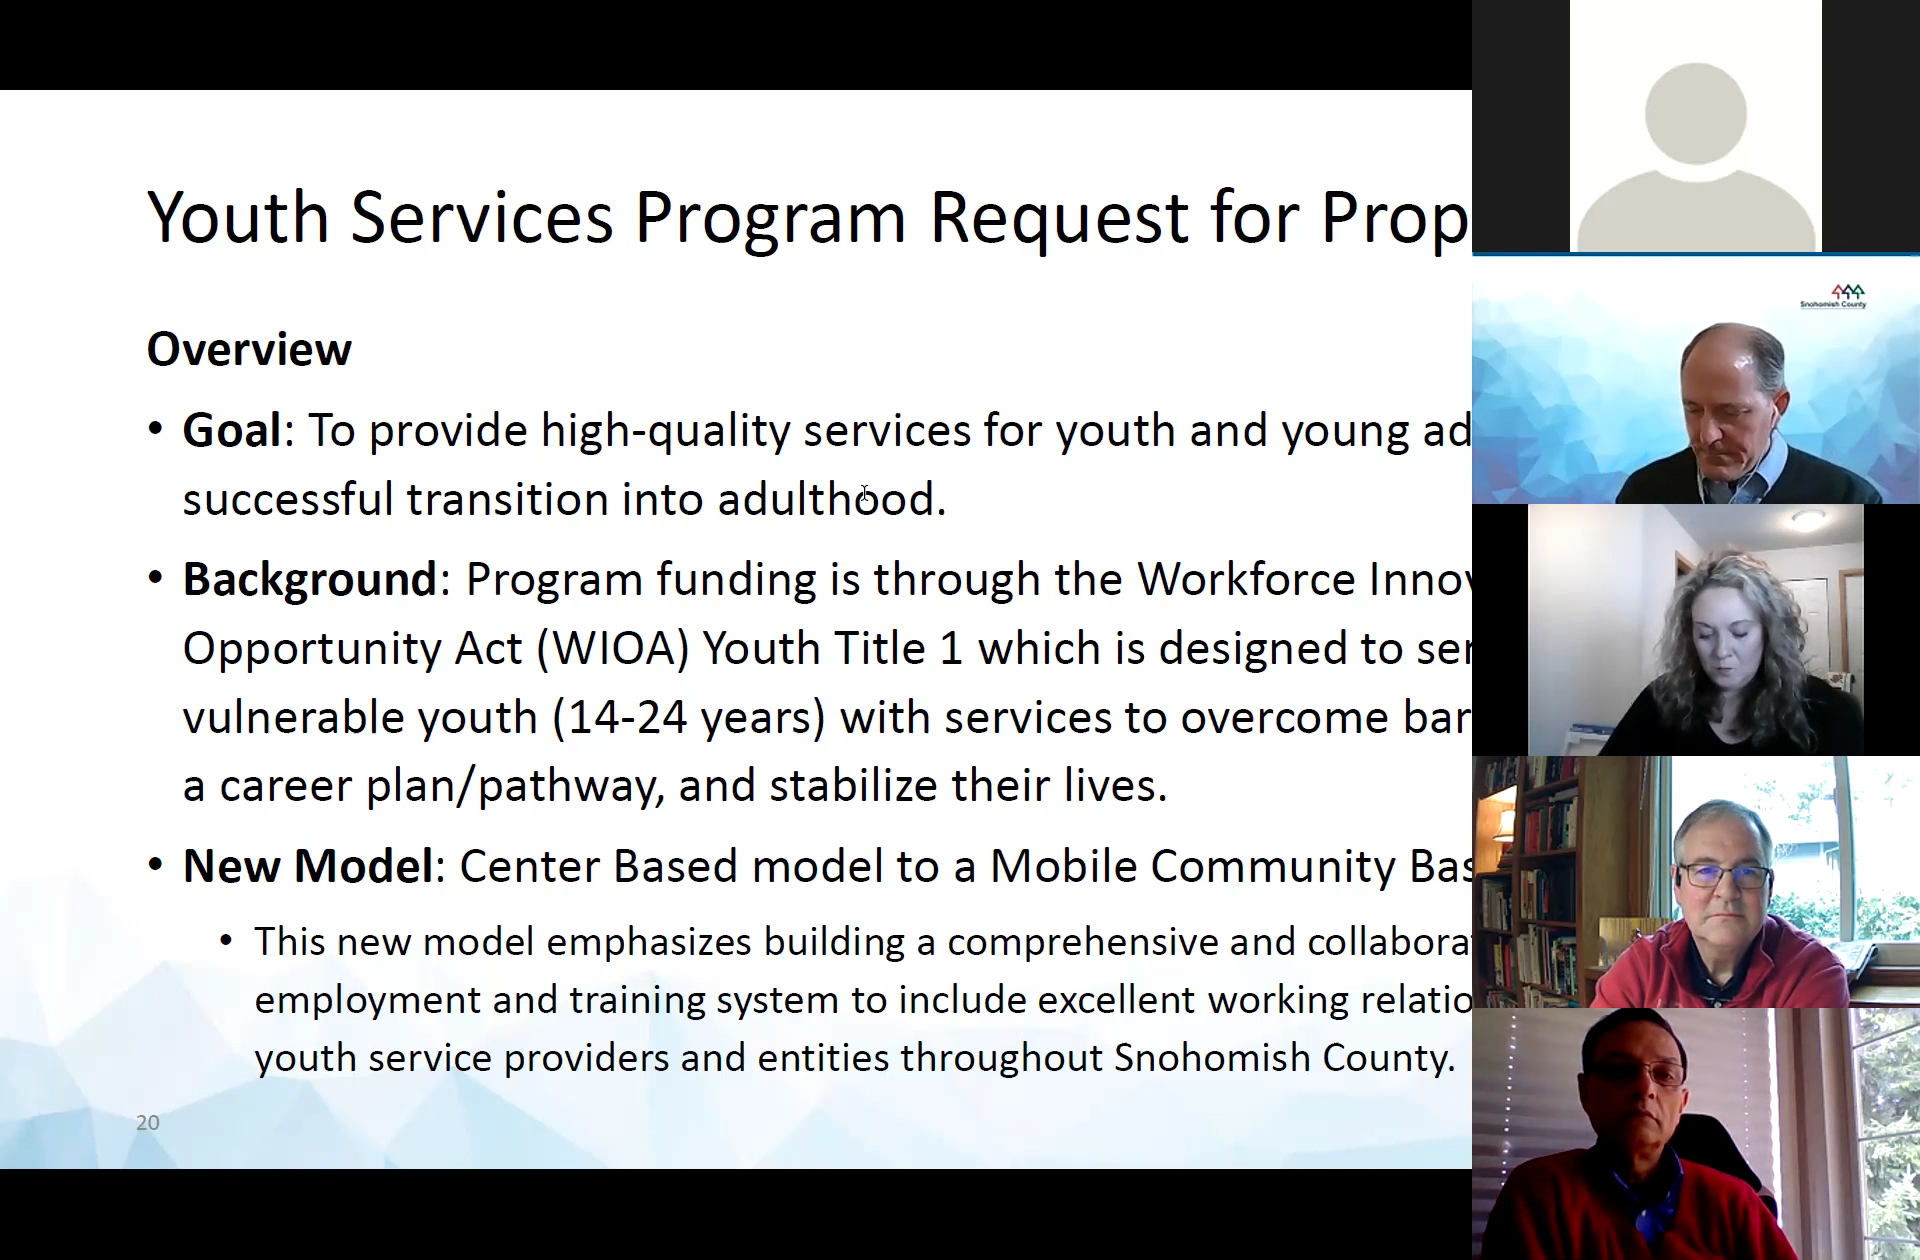 Youth Services Program Request for Prop
Overview
• Goal: To provide high-quality services for youth and young ad
successful transition into adulthood.
• Background: Program funding is through the Workforce Innov
Opportunity Act (WIOA) Youth Title 1 which is designed to ser
vulnerable youth (14-24 years) with services to overcome bar
a career plan/pathway, and stabilize their lives.
• New Model: Center Based model to a Mobile Community Bas
• This new model emphasizes building a comprehensive and collabora
employment and training system to include excellent working relatio
youth service providers and entities throughout Snohomish County.
20
Snohomish County